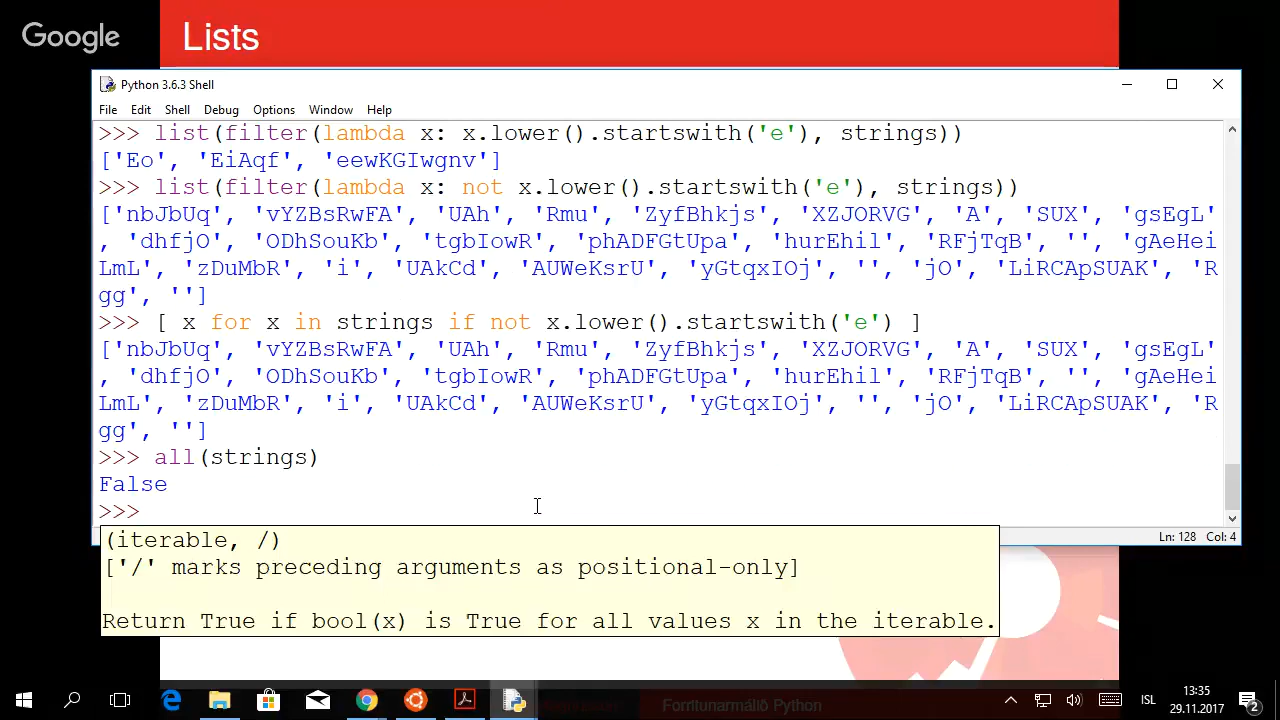 Google
Lists
Python 3.6.3 Shell
File Edit Shell Debug Options Window Help
>>> list(filter(lambda x: x.lower().startswith('e'), strings))
['Eo', 'EiAqf', 'eewKGIwgnv']
>>> list(filter(lambda x: not x.lower().startswith('e'), strings))
['nbJbUq', 'vYZBsRwFA', 'UAh', 'Rmu', 'ZyfBhkjs', 'XZJORVG', 'A', 'SUX', 'gsEgL'
, 'dhfjO', 'ODhSouKb', 'tgbIowR', 'phADFGtUpa', 'hurEhil', 'RFjTqB', '', 'gAeHei
LmL', 'zDuMbR', 'i', 'UAkCd', 'AUWeKsrU', 'yGtqxIOj', '', 'jO', 'LiRCApSUAK', 'R
gg', '']
>>> [ x for x in strings if not x.lower().startswith('e') ]
['nbJbUq', 'vYZBsRwFA', 'UAh', 'Rmu', 'ZyfBhkjs', 'XZJORVG', 'A', 'SUX', 'gsEgL'
, 'dhfjO', 'ODhSouKb', 'tgbIowR', 'phADFGtUpa', 'hurEhil', 'RFjTqB', '', 'gAeHei
LmL', 'zDuMbR', 'i', 'UAkCd', 'AUWeKsrU', 'yGtqxIOj', '', 'jO', 'LiRCApSUAK', 'R
gg', '']
>>> all(strings)
False
>>>
(iterable, /)
['/' marks preceding arguments as positional-only]
Return True if bool(x) is True for all values x in the iterable.
Ln: 128 Col: 4
Forritunarmálið Python
ISL
13:35
29.11.2017
2